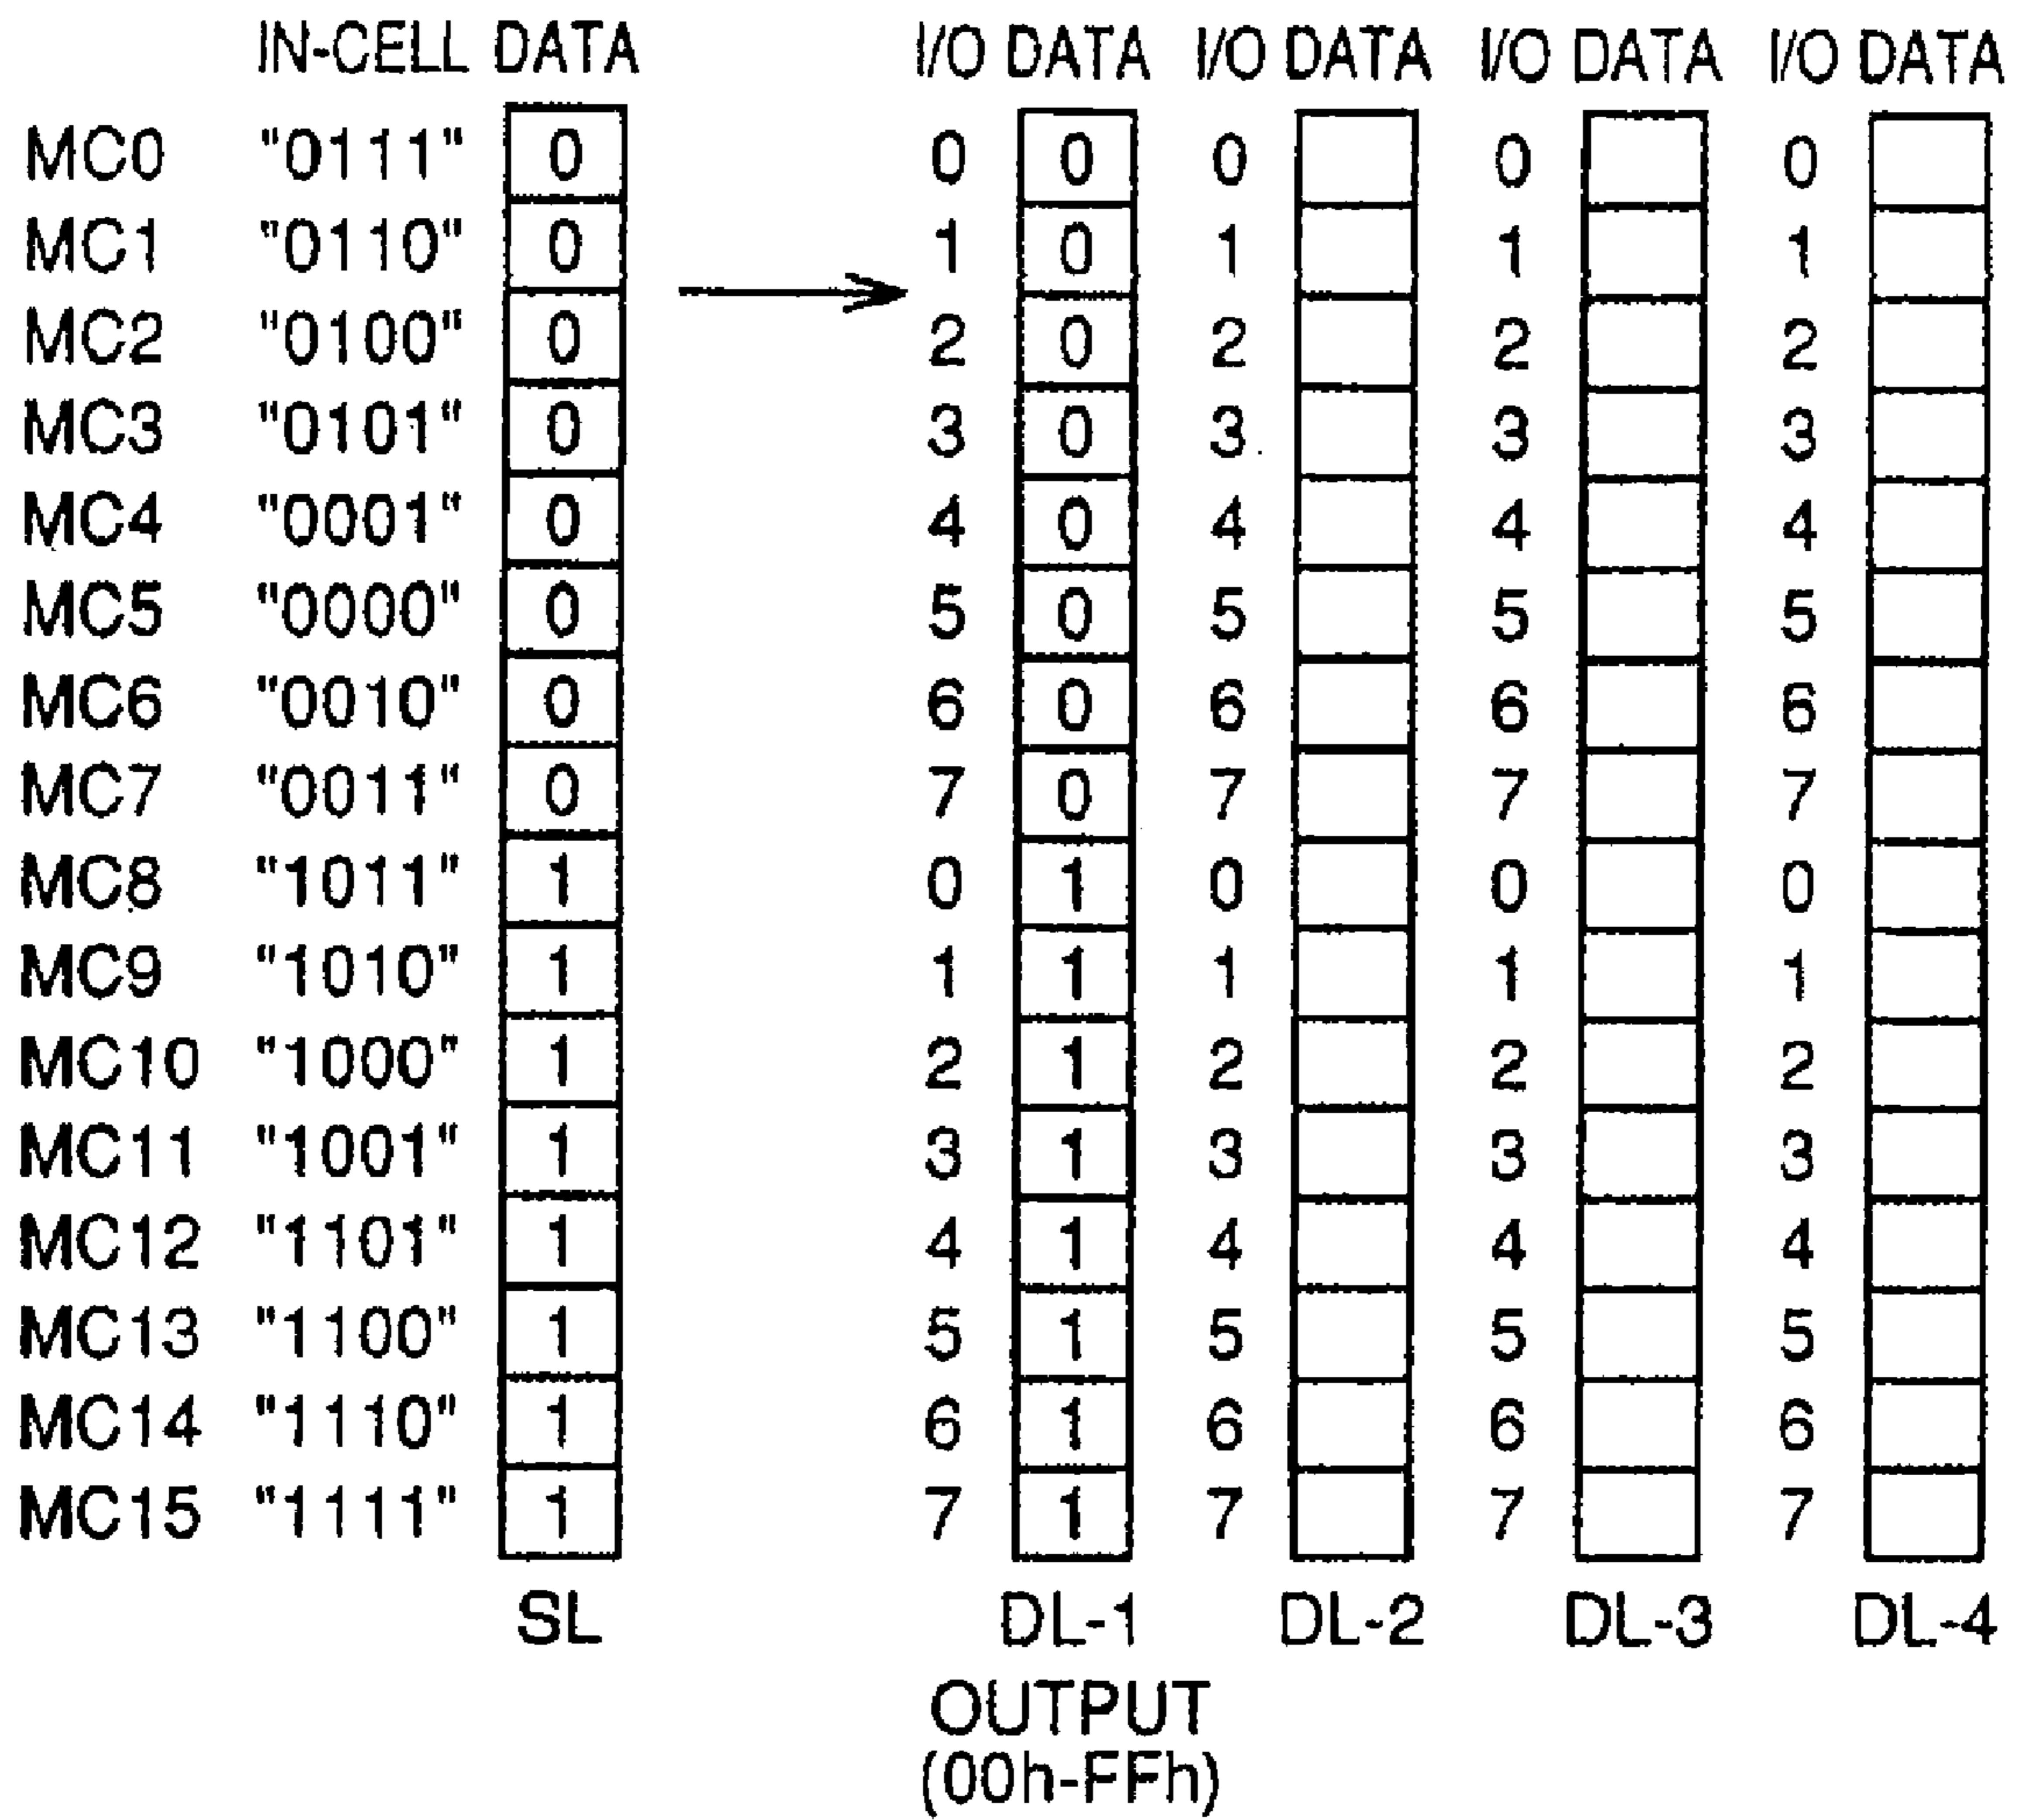 IN-CELL DATA I/O DATA I/O DATA I/O DATA I/O DATA
MC0 "0111" 0 0 0 0 0 0
MC1 "0110" 0 1 0 1 1 1
MC2 "0100" 0 2 0 2 2 2
MC3 "0101" 0 3 0 3 3 3
MC4 "0001" 0 4 0 4 4 4
MC5 "0000" 0 5 0 5 5 5
MC6 "0010" 0 6 0 6 6 6
MC7 "0011" 0 7 0 7 7 7
MC8 "1011" 1 0 1 0 0 0
MC9 "1010" 1 1 1 1 1 1
MC10 "1000" 1 2 1 2 2 2
MC11 "1001" 1 3 1 3 3 3
MC12 "1101" 1 4 1 4 4 4
MC13 "1100" 1 5 1 5 5 5
MC14 "1110" 1 6 1 6 6 6
MC15 "1111" 1 7 1 7 7 7
SL DL-1 DL-2 DL-3 DL-4
OUTPUT
(00h-FFh)